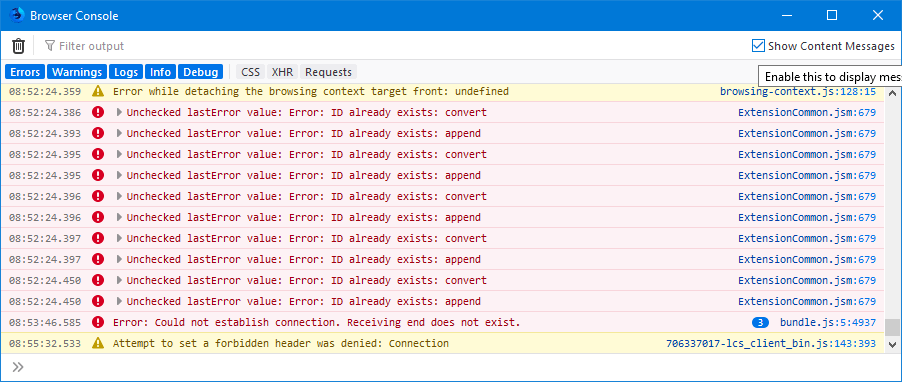 Browser Console
Filter output
Show Content Messages
Errors Warnings Logs Info Debug CSS XHR Requests
Enable this to display mes
08:52:24.359 Error while detaching the browsing context target front: undefined browsing-context.js:128:15
08:52:24.386 Unchecked lastError value: Error: ID already exists: convert ExtensionCommon.jsm:679
08:52:24.393 Unchecked lastError value: Error: ID already exists: append ExtensionCommon.jsm:679
08:52:24.395 Unchecked lastError value: Error: ID already exists: convert ExtensionCommon.jsm:679
08:52:24.395 Unchecked lastError value: Error: ID already exists: append ExtensionCommon.jsm:679
08:52:24.396 Unchecked lastError value: Error: ID already exists: convert ExtensionCommon.jsm:679
08:52:24.396 Unchecked lastError value: Error: ID already exists: append ExtensionCommon.jsm:679
08:52:24.397 Unchecked lastError value: Error: ID already exists: convert ExtensionCommon.jsm:679
08:52:24.397 Unchecked lastError value: Error: ID already exists: append ExtensionCommon.jsm:679
08:52:24.450 Unchecked lastError value: Error: ID already exists: convert ExtensionCommon.jsm:679
08:52:24.450 Unchecked lastError value: Error: ID already exists: append ExtensionCommon.jsm:679
08:53:46.585 Error: Could not establish connection. Receiving end does not exist. 3 bundle.js:5:4937
08:55:32.533 Attempt to set a forbidden header was denied: Connection 706337017-lcs_client_bin.js:143:393